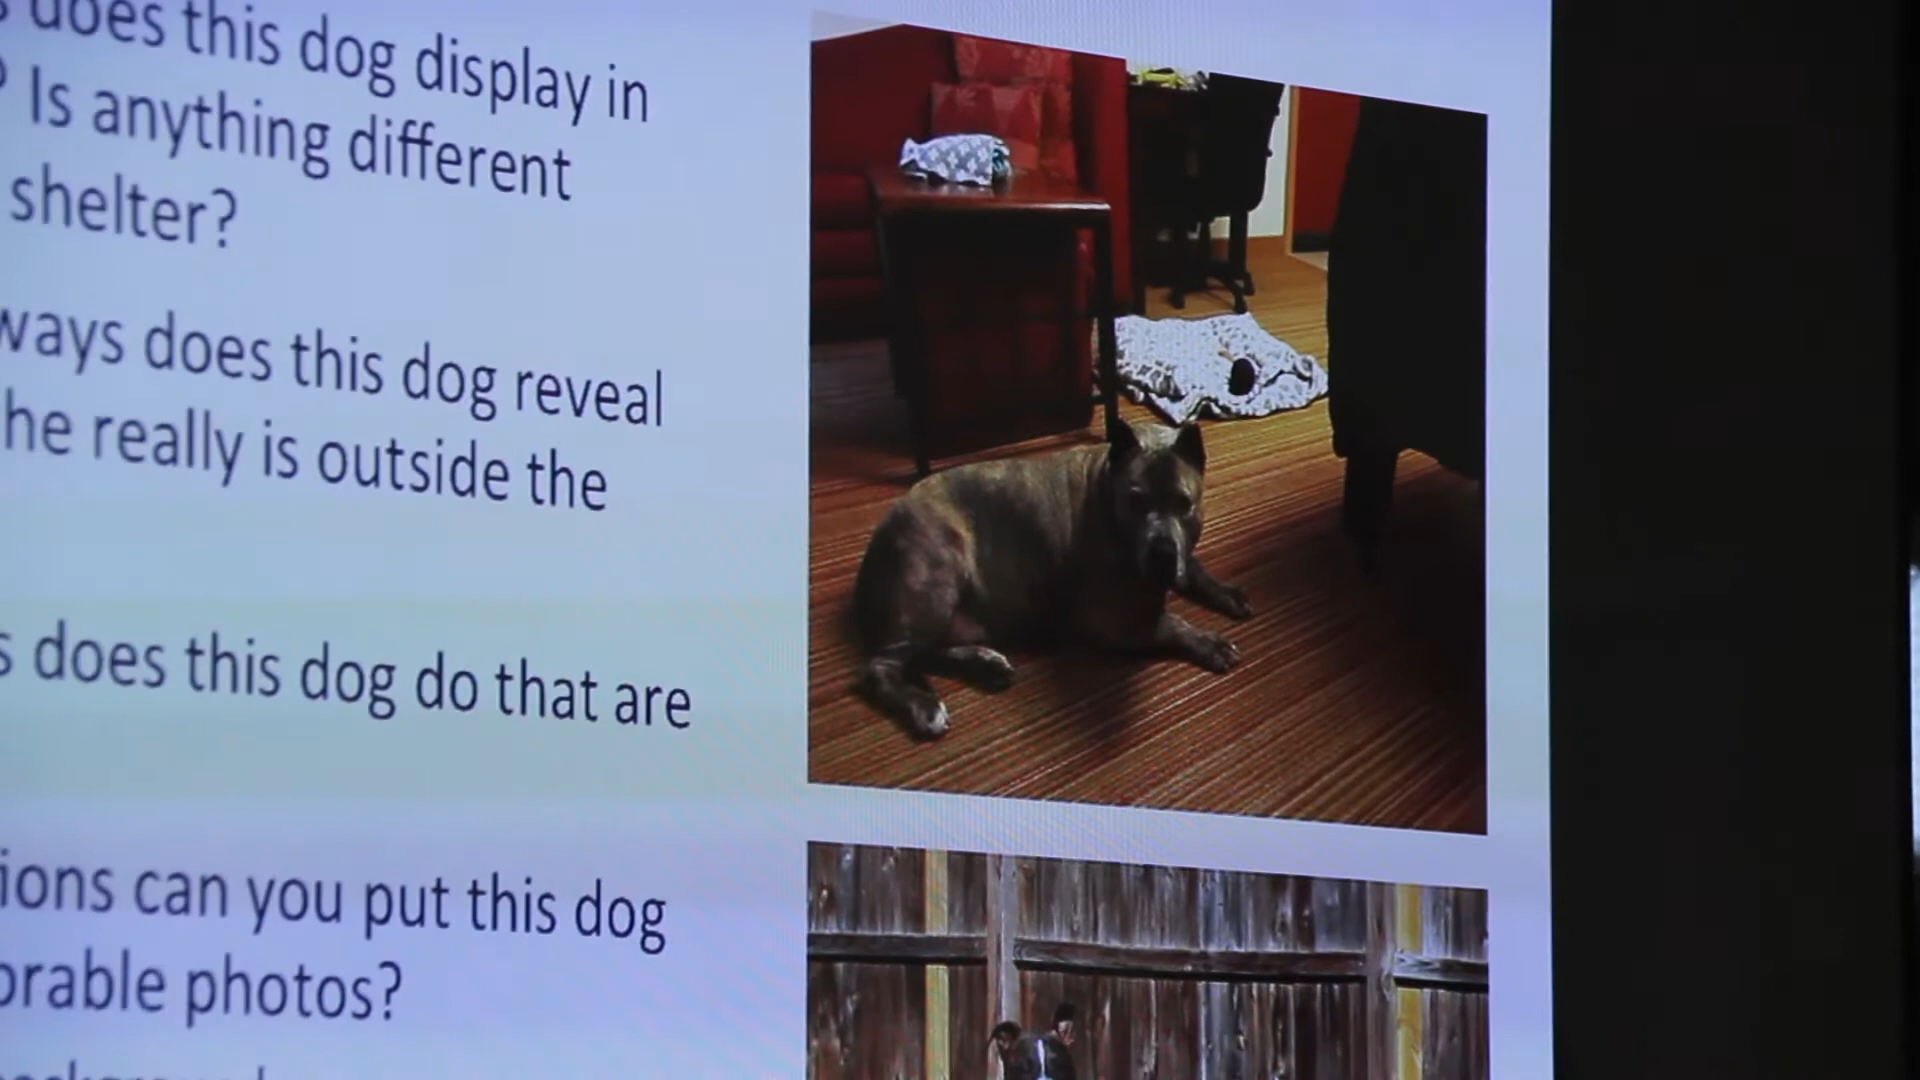 does this dog display in
? Is anything different
shelter?
ways does this dog reveal
he really is outside the
s does this dog do that are
ions can you put this dog
orable photos?